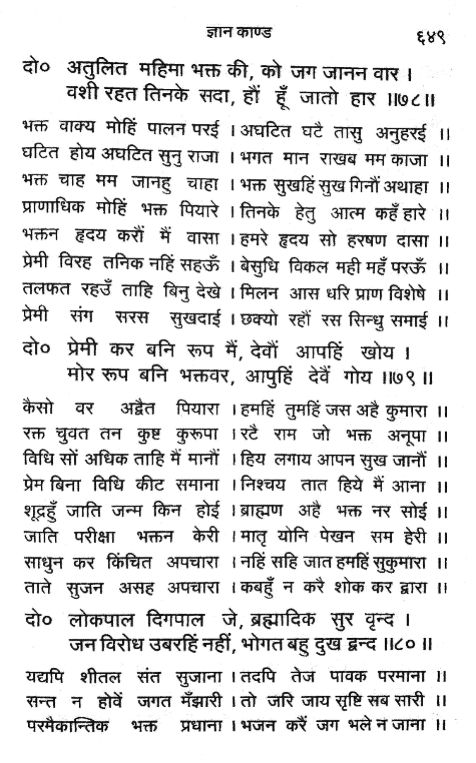 ज्ञान काण्ड ६४९
दो० अतुलित महिमा भक्त की, को जग जानन वार ।
वशी रहत तिनके सदा, हौं हूँ जातो हार ॥७८॥
भक्त वाक्य मोहिं पालन परई । अघटित घटै तासु अनुहरई ॥
घटित होय अघटित सुनु राजा । भगत मान राखब मम काजा ॥
भक्त चाह मम जानहु चाहा । भक्त सुखहिं सुख गिनौं अथाहा ॥
प्राणाधिक मोहिं भक्त पियारे । तिनके हेतु आत्म कहँ हारे ॥
भक्तन हृदय करौं मैं वासा । हमरे हृदय सो हरषण दासा ॥
प्रेमी विरह तनिक नहिं सहऊँ । बेसुधि विकल मही महँ परऊँ ॥
तलफत रहउँ ताहि बिनु देखे । मिलन आस धरि प्राण विशेषे ॥
प्रेमी संग सरस सुखदाई । छक्यो रहौं रस सिन्धु समाई ॥
दो० प्रेमी कर बनि रूप मैं, देवौं आपहिं खोय ।
मोर रूप बनि भक्तवर, आपुहिं देवैं गोय ॥७९॥
कैसो वर अद्वैत पियारा । हमहिं तुमहिं जस अहै कुमारा ॥
रक्त चुवत तन कुष्ट कुरूपा । रटै राम जो भक्त अनूपा ॥
विधि सों अधिक ताहि मैं मानौं । हिय लगाय आपन सुख जानौं ॥
प्रेम बिना विधि कीट समाना । निश्चय तात हिये मैं आना ॥
शूद्रहुँ जाति जन्म किन होई । ब्राह्मण अहै भक्त नर सोई ॥
जाति परीक्षा भक्तन केरी । मातृ योनि पेखन सम हेरी ॥
साधुन कर किंचित अपचारा । नहिं सहि जात हमहिं सुकुमारा ॥
ताते सुजन असह अपचारा । कबहुँ न करै शोक कर द्वारा ॥
दो० लोकपाल दिगपाल जे, ब्रह्मादिक सुर वृन्द ।
जन विरोध उबरहिं नहीं, भोगत बहु दुख द्वन्द ॥८०॥
यद्यपि शीतल संत सुजाना । तदपि तेज पावक परमाना ॥
सन्त न होवें जगत मँझारी । तो जरि जाय सृष्टि सब सारी ॥
परमैकान्तिक भक्त प्रधाना । भजन करैं जग भले न जाना ॥